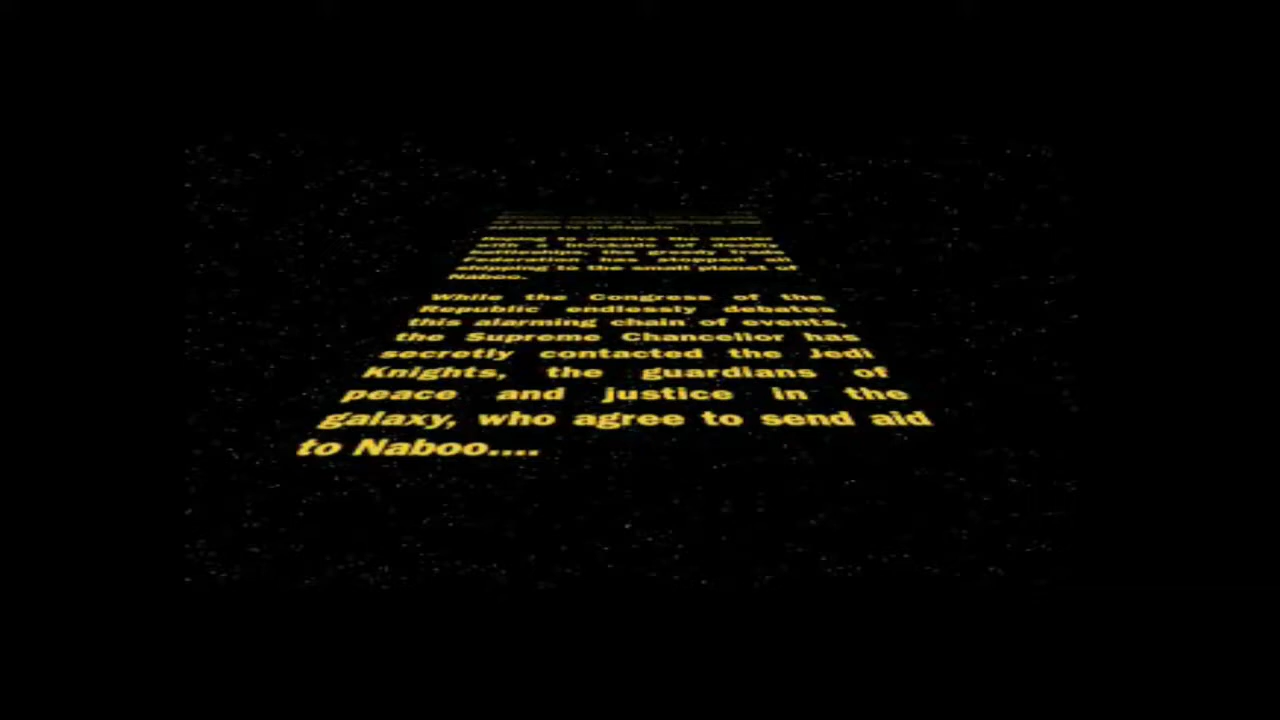 is in dispute.
Hoping to resolve the matter
with a blockade of deadly
battleships, the greedy trade
Federation has stopped all
shipping to the small planet of
Naboo.
While the Congress of the
Republic endlessly debates
this alarming chain of events,
the Supreme Chancellor has
secretly contacted the Jedi
Knights, the guardians of
peace and justice in the
galaxy, who agree to send aid
to Naboo....